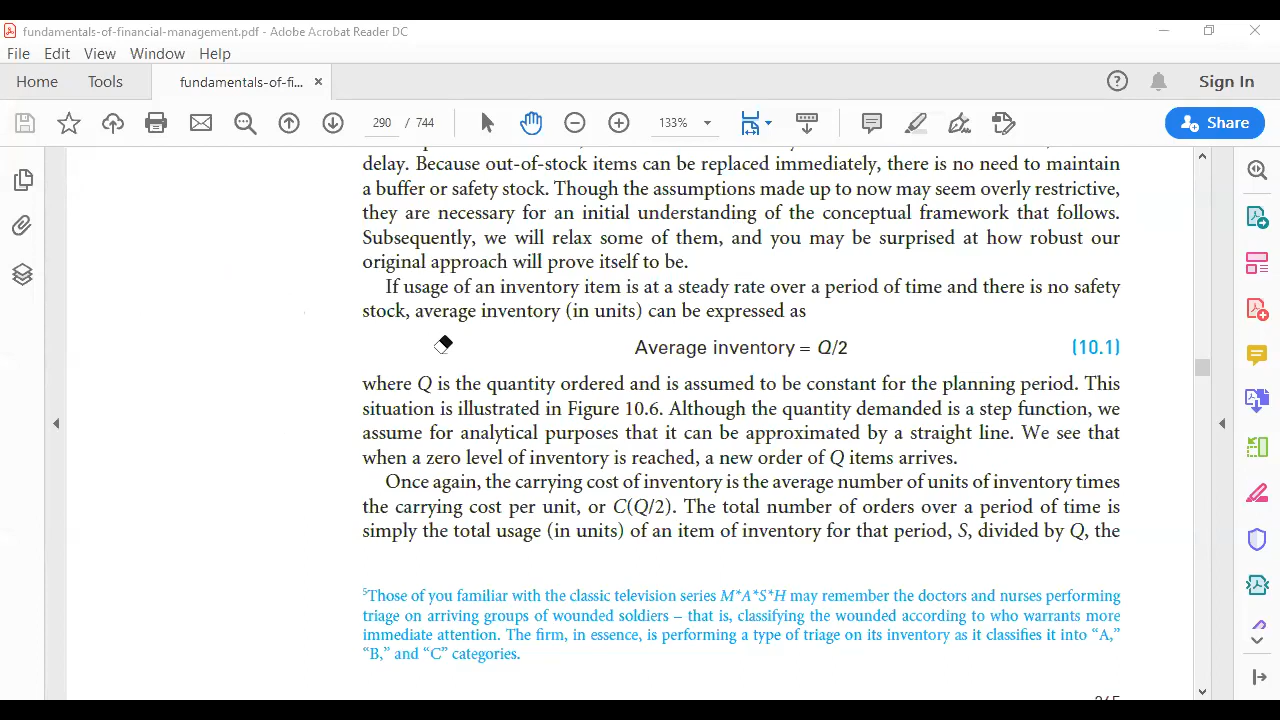 fundamentals-of-financial-management.pdf - Adobe Acrobat Reader DC
File Edit View Window Help
Home Tools fundamentals-of-fi... Sign In
290 / 744 133% Share
delay. Because out-of-stock items can be replaced immediately, there is no need to maintain
a buffer or safety stock. Though the assumptions made up to now may seem overly restrictive,
they are necessary for an initial understanding of the conceptual framework that follows.
Subsequently, we will relax some of them, and you may be surprised at how robust our
original approach will prove itself to be.
If usage of an inventory item is at a steady rate over a period of time and there is no safety
stock, average inventory (in units) can be expressed as
Average inventory = Q/2 (10.1)
where Q is the quantity ordered and is assumed to be constant for the planning period. This
situation is illustrated in Figure 10.6. Although the quantity demanded is a step function, we
assume for analytical purposes that it can be approximated by a straight line. We see that
when a zero level of inventory is reached, a new order of Q items arrives.
Once again, the carrying cost of inventory is the average number of units of inventory times
the carrying cost per unit, or C(Q/2). The total number of orders over a period of time is
simply the total usage (in units) of an item of inventory for that period, S, divided by Q, the
⁵Those of you familiar with the classic television series M*A*S*H may remember the doctors and nurses performing
triage on arriving groups of wounded soldiers – that is, classifying the wounded according to who warrants more
immediate attention. The firm, in essence, is performing a type of triage on its inventory as it classifies it into “A,”
“B,” and “C” categories.